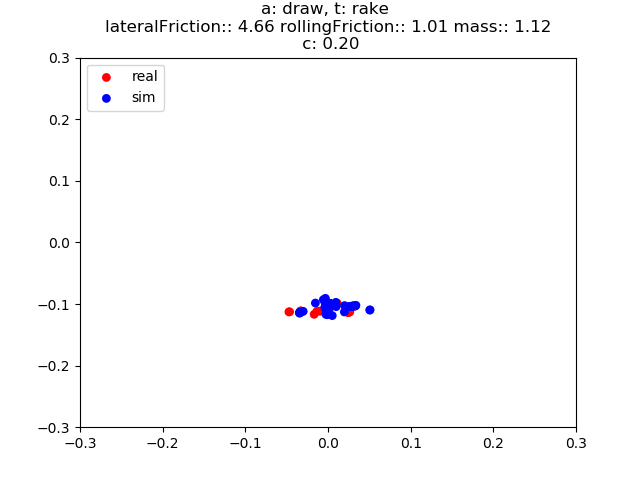 a: draw, t: rake
lateralFriction:: 4.66 rollingFriction:: 1.01 mass:: 1.12
c: 0.20
real
sim
0.3
0.2
0.1
0.0
−0.1
−0.2
−0.3
−0.3 −0.2 −0.1 0.0 0.1 0.2 0.3